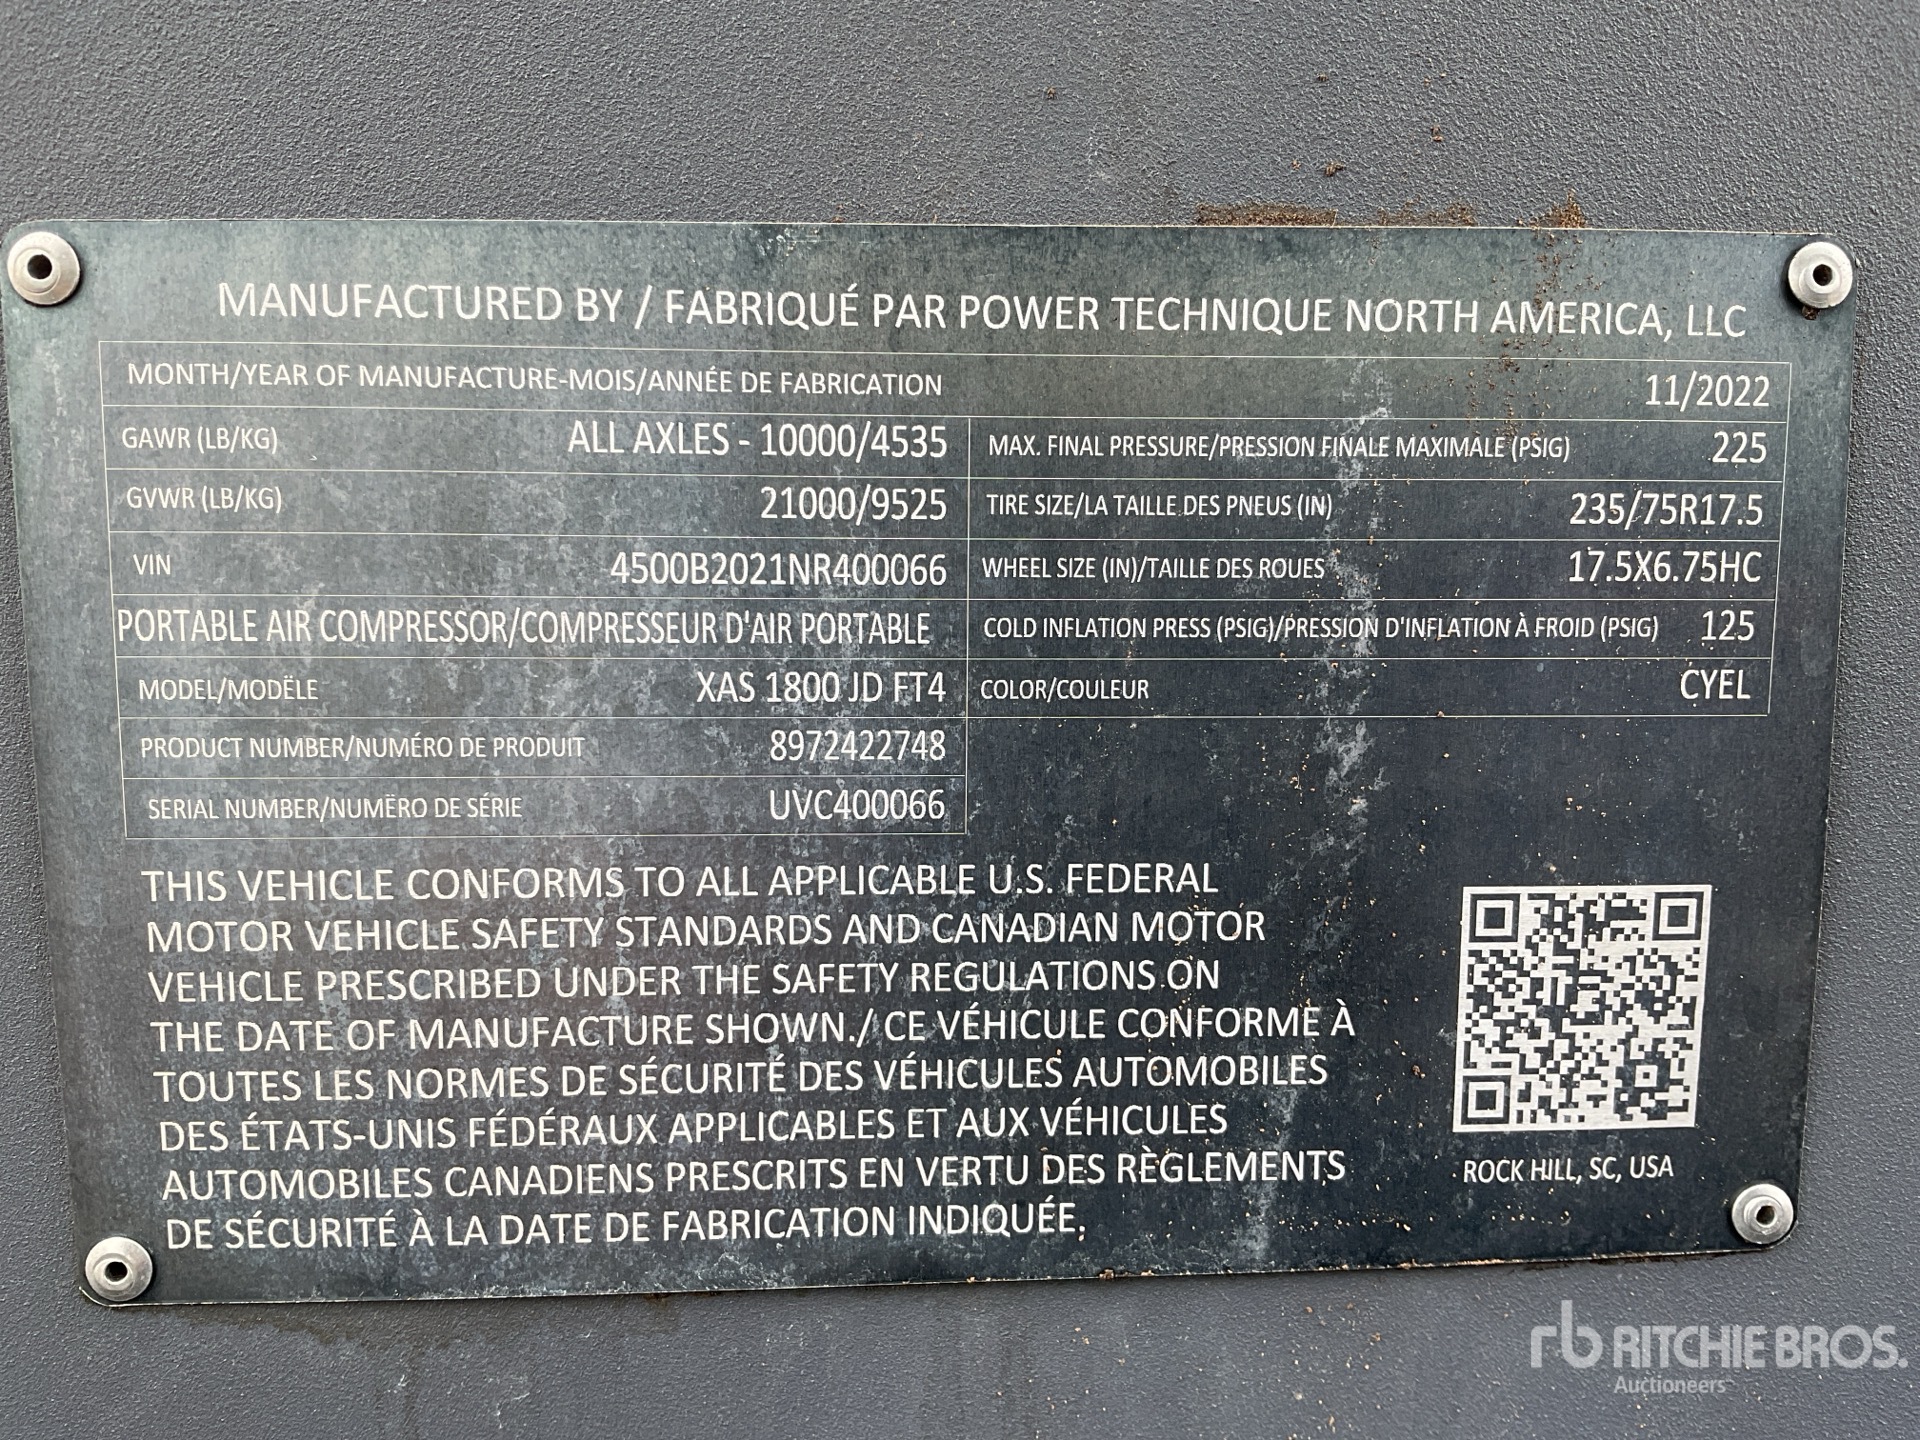 MANUFACTURED BY / FABRIQUÉ PAR POWER TECHNIQUE NORTH AMERICA, LLC
MONTH/YEAR OF MANUFACTURE-MOIS/ANNÉE DE FABRICATION 11/2022
GAWR (LB/KG) ALL AXLES - 10000/4535 MAX. FINAL PRESSURE/PRESSION FINALE MAXIMALE (PSIG) 225
GVWR (LB/KG) 21000/9525 TIRE SIZE/LA TAILLE DES PNEUS (IN) 235/75R17.5
VIN 4500B2021NR400066 WHEEL SIZE (IN)/TAILLE DES ROUES 17.5X6.75HC
PORTABLE AIR COMPRESSOR/COMPRESSEUR D'AIR PORTABLE COLD INFLATION PRESS (PSIG)/PRESSION D'INFLATION À FROID (PSIG) 125
MODEL/MODËLE XAS 1800 JD FT4 COLOR/COULEUR CYEL
PRODUCT NUMBER/NUMÉRO DE PRODUIT 8972422748
SERIAL NUMBER/NUMËRO DE SÉRIE UVC400066
THIS VEHICLE CONFORMS TO ALL APPLICABLE U.S. FEDERAL
MOTOR VEHICLE SAFETY STANDARDS AND CANADIAN MOTOR
VEHICLE PRESCRIBED UNDER THE SAFETY REGULATIONS ON
THE DATE OF MANUFACTURE SHOWN./ CE VÉHICULE CONFORME À
TOUTES LES NORMES DE SÉCURITÉ DES VÉHICULES AUTOMOBILES
DES ÉTATS-UNIS FÉDÉRAUX APPLICABLES ET AUX VÉHICULES
AUTOMOBILES CANADIENS PRESCRITS EN VERTU DES RÈGLEMENTS
DE SÉCURITÉ À LA DATE DE FABRICATION INDIQUÉE.
ROCK HILL, SC, USA
rb RITCHIE BROS.
Auctioneers